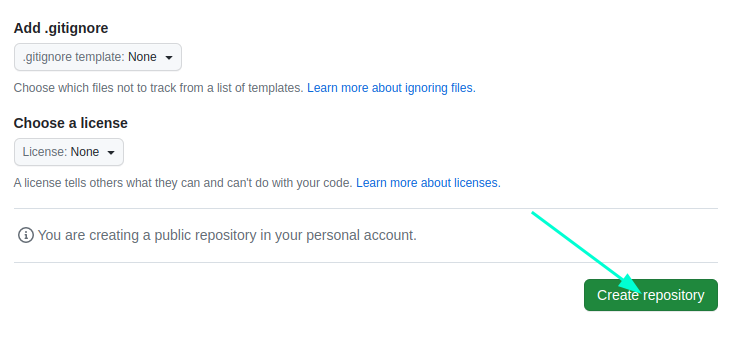 Add .gitignore
.gitignore template: None
Choose which files not to track from a list of templates. Learn more about ignoring files.
Choose a license
License: None
A license tells others what they can and can't do with your code. Learn more about licenses.
You are creating a public repository in your personal account.
Create repository